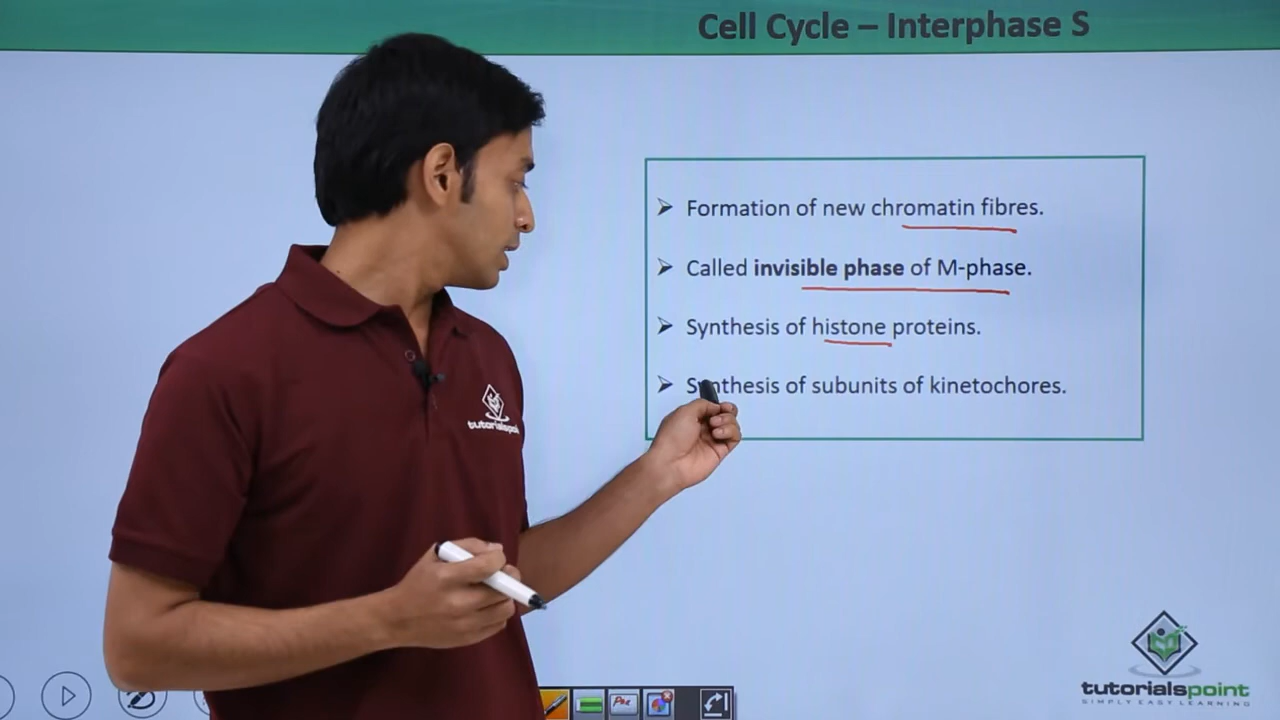 Cell Cycle – Interphase S
Formation of new chromatin fibres.
Called invisible phase of M-phase.
Synthesis of histone proteins.
Synthesis of subunits of kinetochores.
tutorialspoint
tutorialspoint
SIMPLY EASY LEARNING